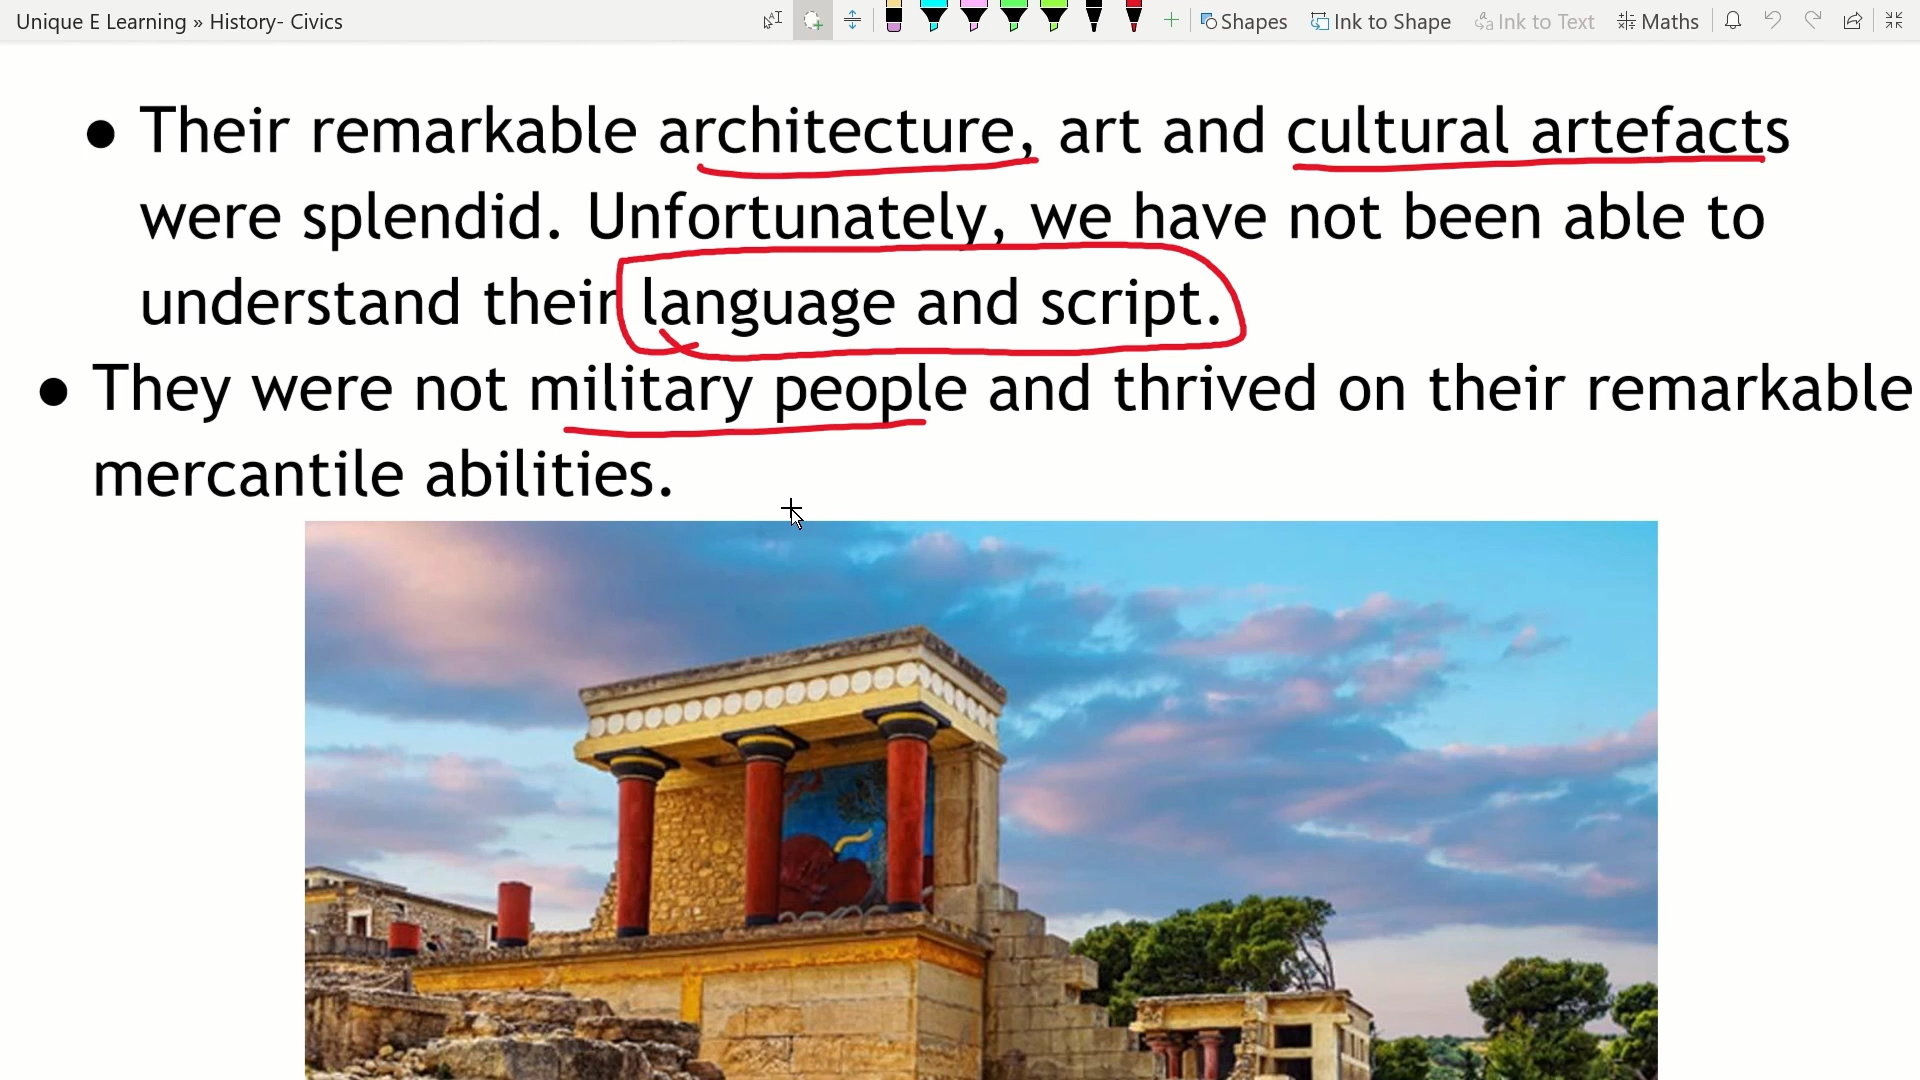 Unique E Learning » History- Civics
Shapes
Ink to Shape
Ink to Text
Maths
● Their remarkable architecture, art and cultural artefacts
were splendid. Unfortunately, we have not been able to
understand their language and script.
● They were not military people and thrived on their remarkable
mercantile abilities.